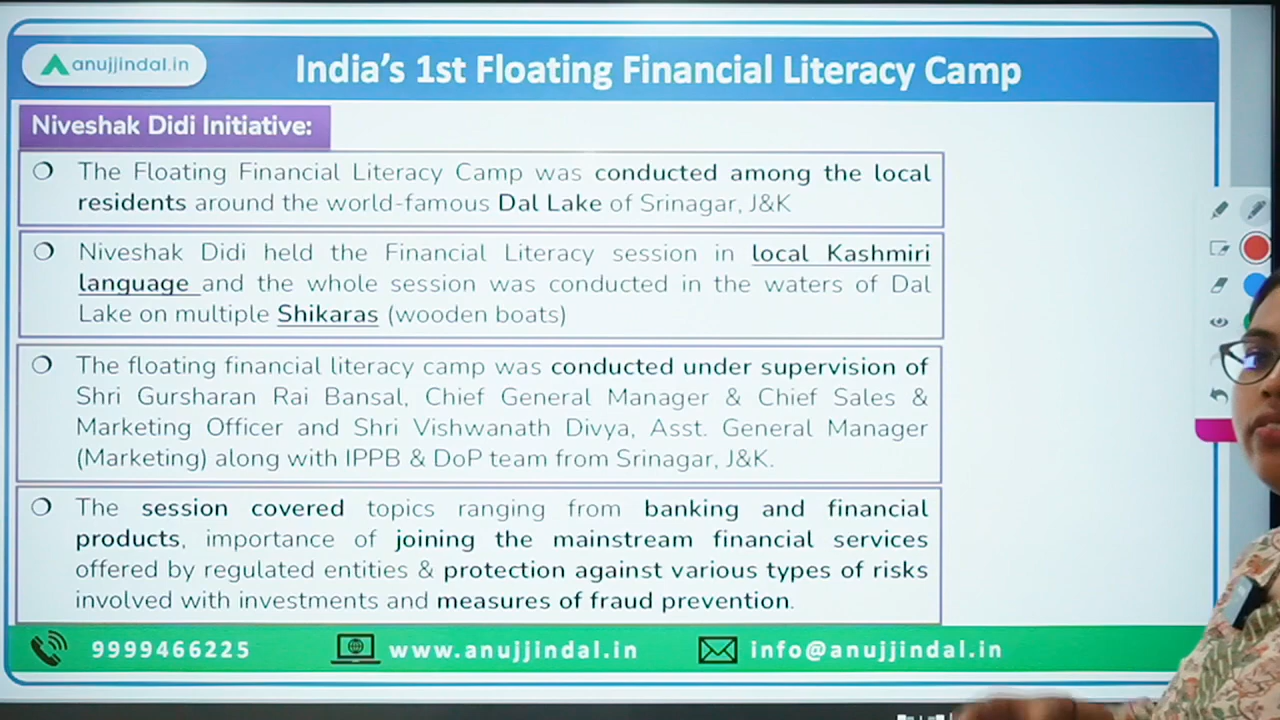 anujjindal.in
India's 1st Floating Financial Literacy Camp
Niveshak Didi Initiative:
The Floating Financial Literacy Camp was conducted among the local
residents around the world-famous Dal Lake of Srinagar, J&K
Niveshak Didi held the Financial Literacy session in local Kashmiri
language and the whole session was conducted in the waters of Dal
Lake on multiple Shikaras (wooden boats)
The floating financial literacy camp was conducted under supervision of
Shri Gursharan Rai Bansal, Chief General Manager & Chief Sales &
Marketing Officer and Shri Vishwanath Divya, Asst. General Manager
(Marketing) along with IPPB & DoP team from Srinagar, J&K.
The session covered topics ranging from banking and financial
products, importance of joining the mainstream financial services
offered by regulated entities & protection against various types of risks
involved with investments and measures of fraud prevention.
9999466225 www.anujjindal.in info@anujjindal.in